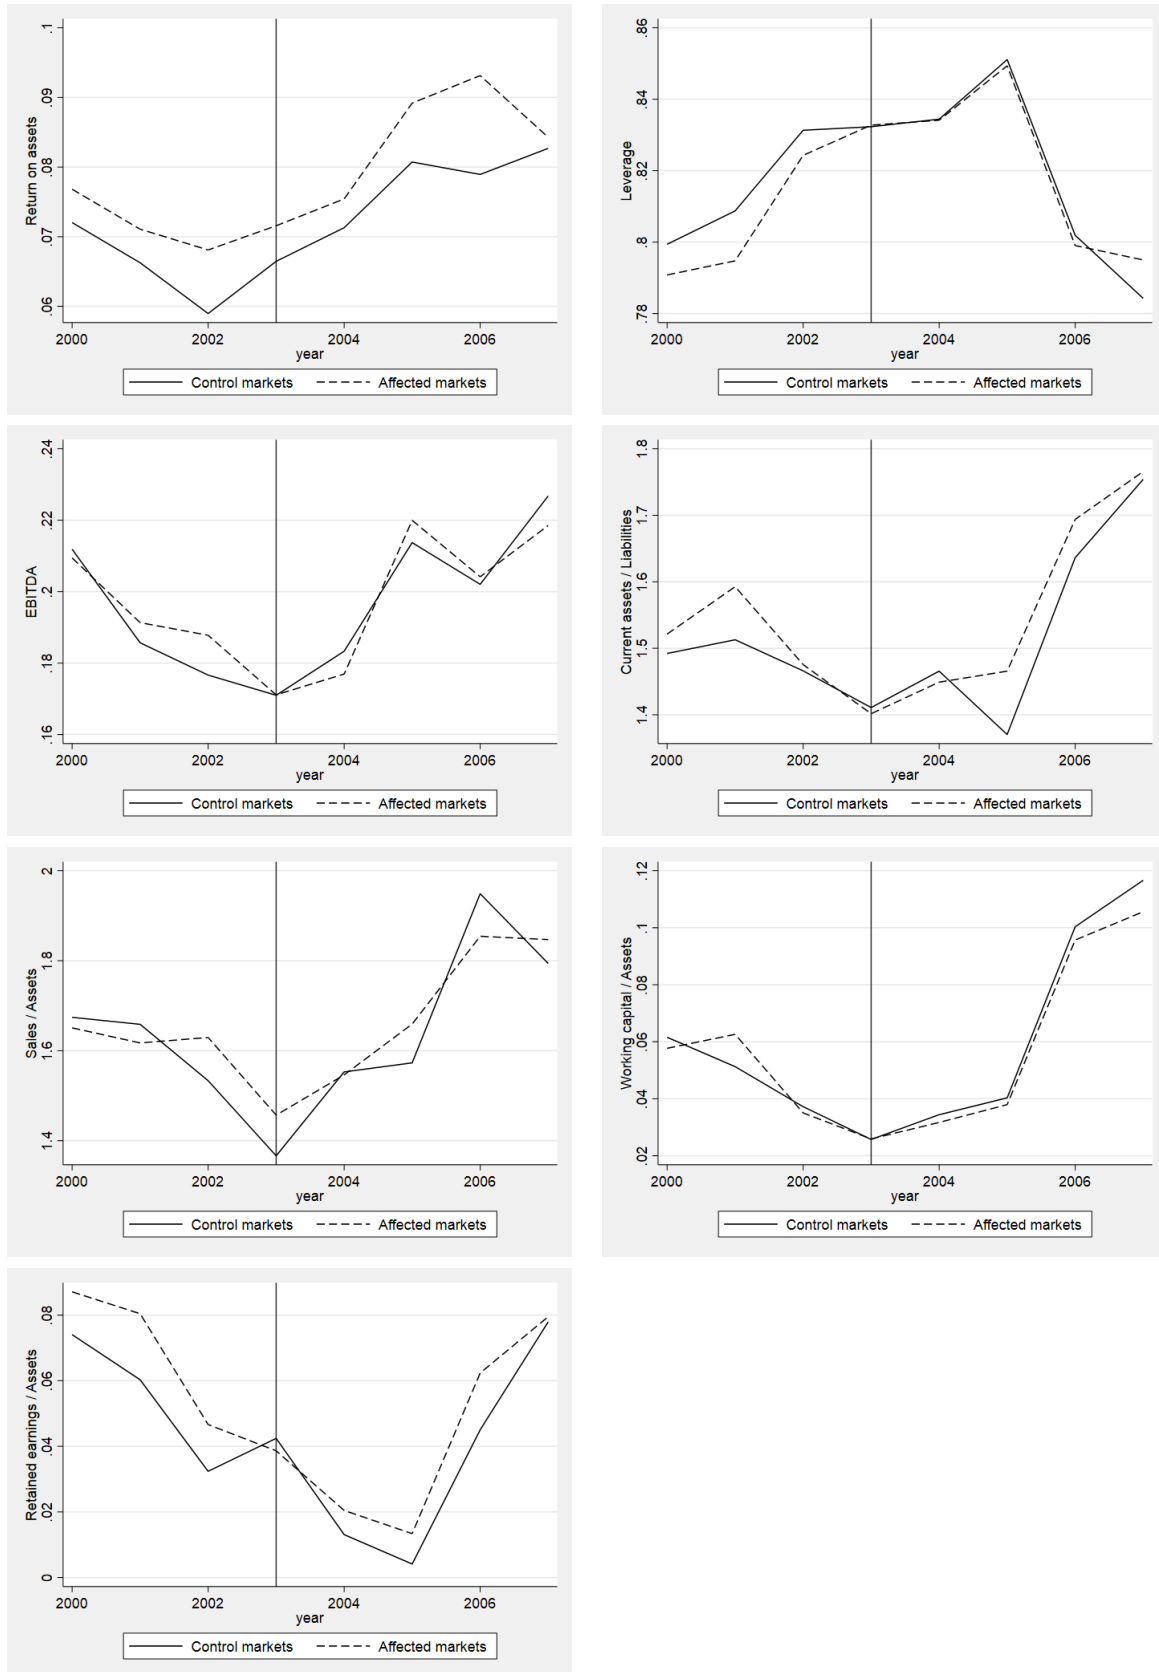 Return on assets
.1
.09
.08
.07
.06
2000 2002 2004 2006
year
Control markets Affected markets
Leverage
.86
.84
.82
.8
.78
2000 2002 2004 2006
year
Control markets Affected markets
EBITDA
.24
.22
.2
.18
.16
2000 2002 2004 2006
year
Control markets Affected markets
Current assets / Liabilities
1.8
1.7
1.6
1.5
1.4
2000 2002 2004 2006
year
Control markets Affected markets
Sales / Assets
2
1.8
1.6
1.4
2000 2002 2004 2006
year
Control markets Affected markets
Working capital / Assets
.12
.1
.08
.06
.04
.02
2000 2002 2004 2006
year
Control markets Affected markets
Retained earnings / Assets
.08
.06
.04
.02
0
2000 2002 2004 2006
year
Control markets Affected markets